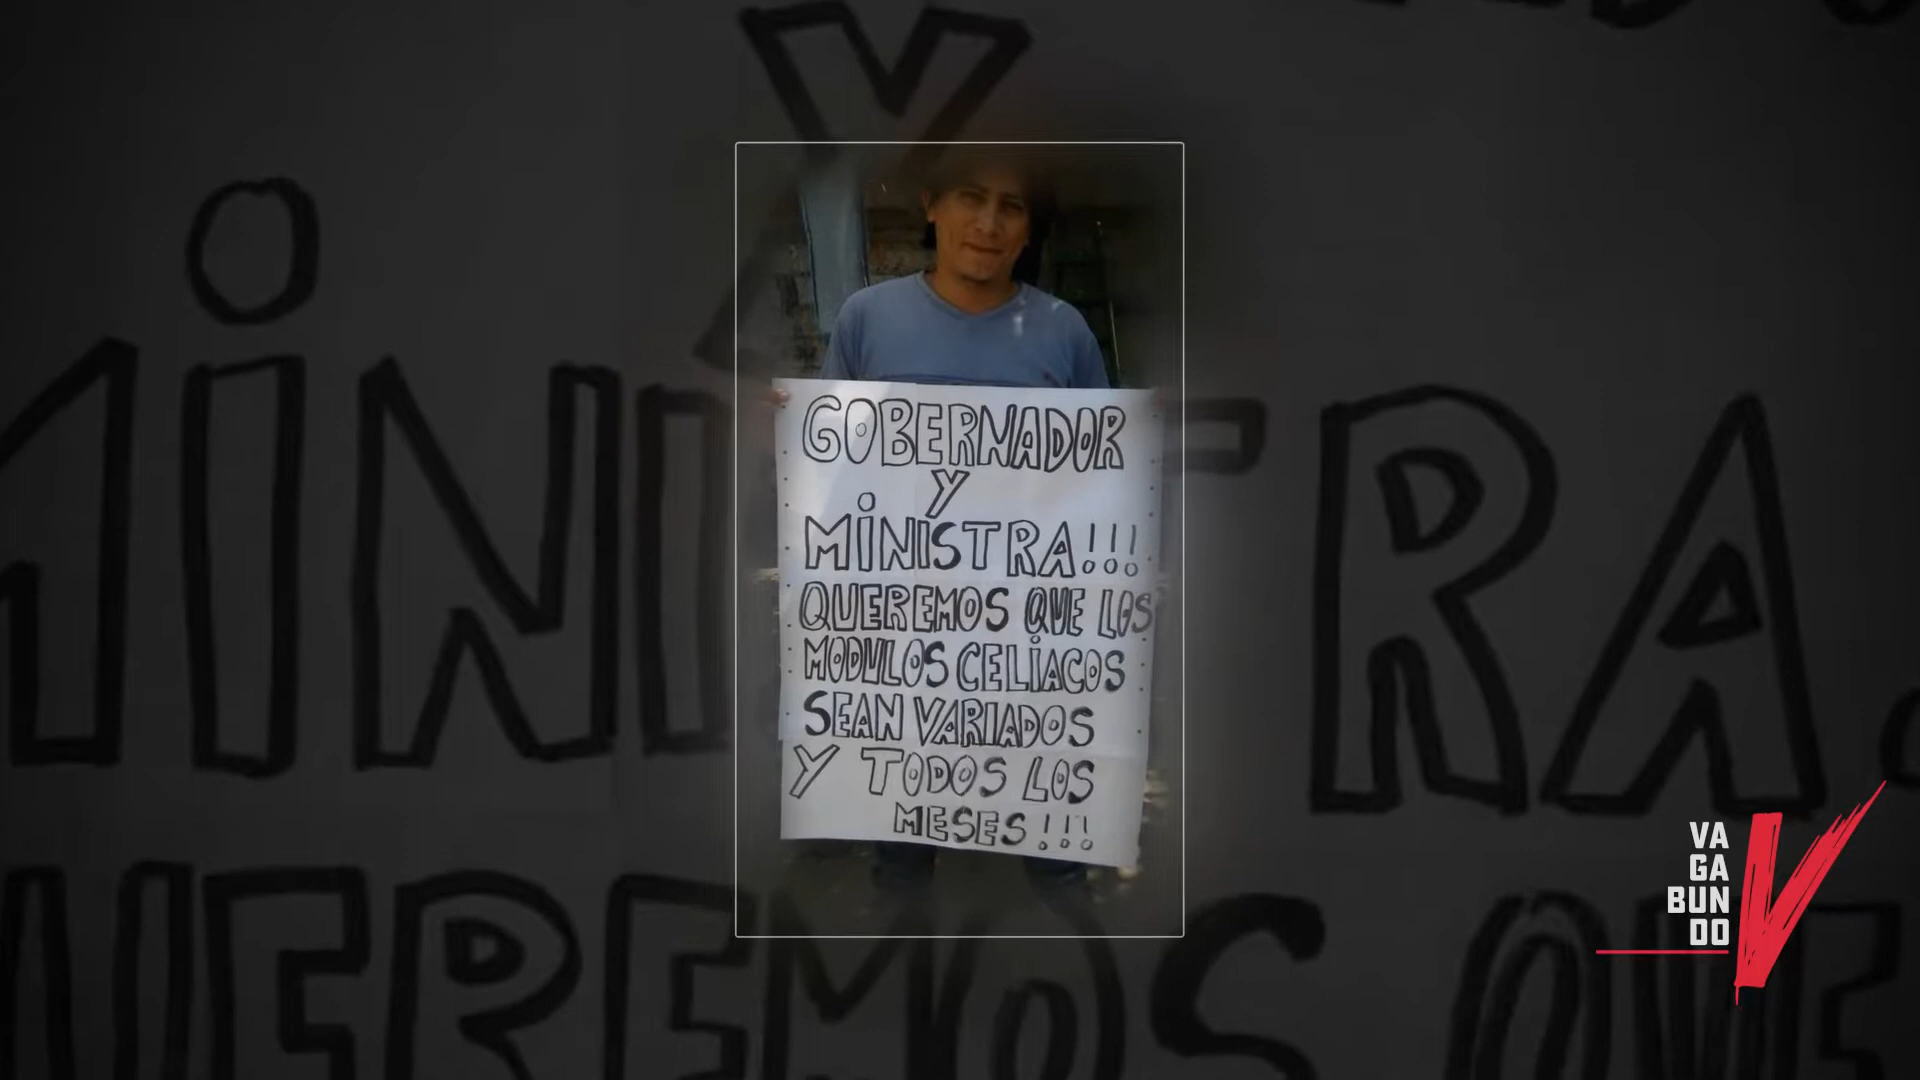 GOBERNADOR
Y
MINISTRA!!!
QUEREMOS QUE LOS
MODULOS CELIACOS
SEAN VARIADOS
Y TODOS LOS
MESES!!!
VA
GA
BUN
DO
V